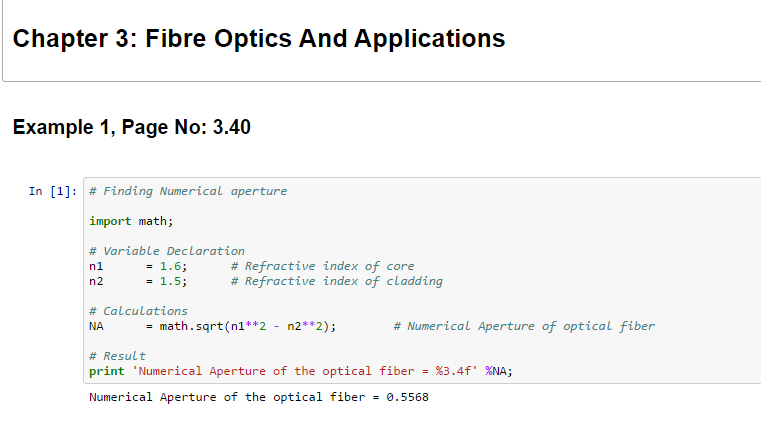 Chapter 3: Fibre Optics And Applications
Example 1, Page No: 3.40
In [1]: # Finding Numerical aperture
import math;
# Variable Declaration
n1 = 1.6; # Refractive index of core
n2 = 1.5; # Refractive index of cladding
# Calculations
NA = math.sqrt(n1**2 - n2**2); # Numerical Aperture of optical fiber
# Result
print 'Numerical Aperture of the optical fiber = %3.4f' %NA;
Numerical Aperture of the optical fiber = 0.5568